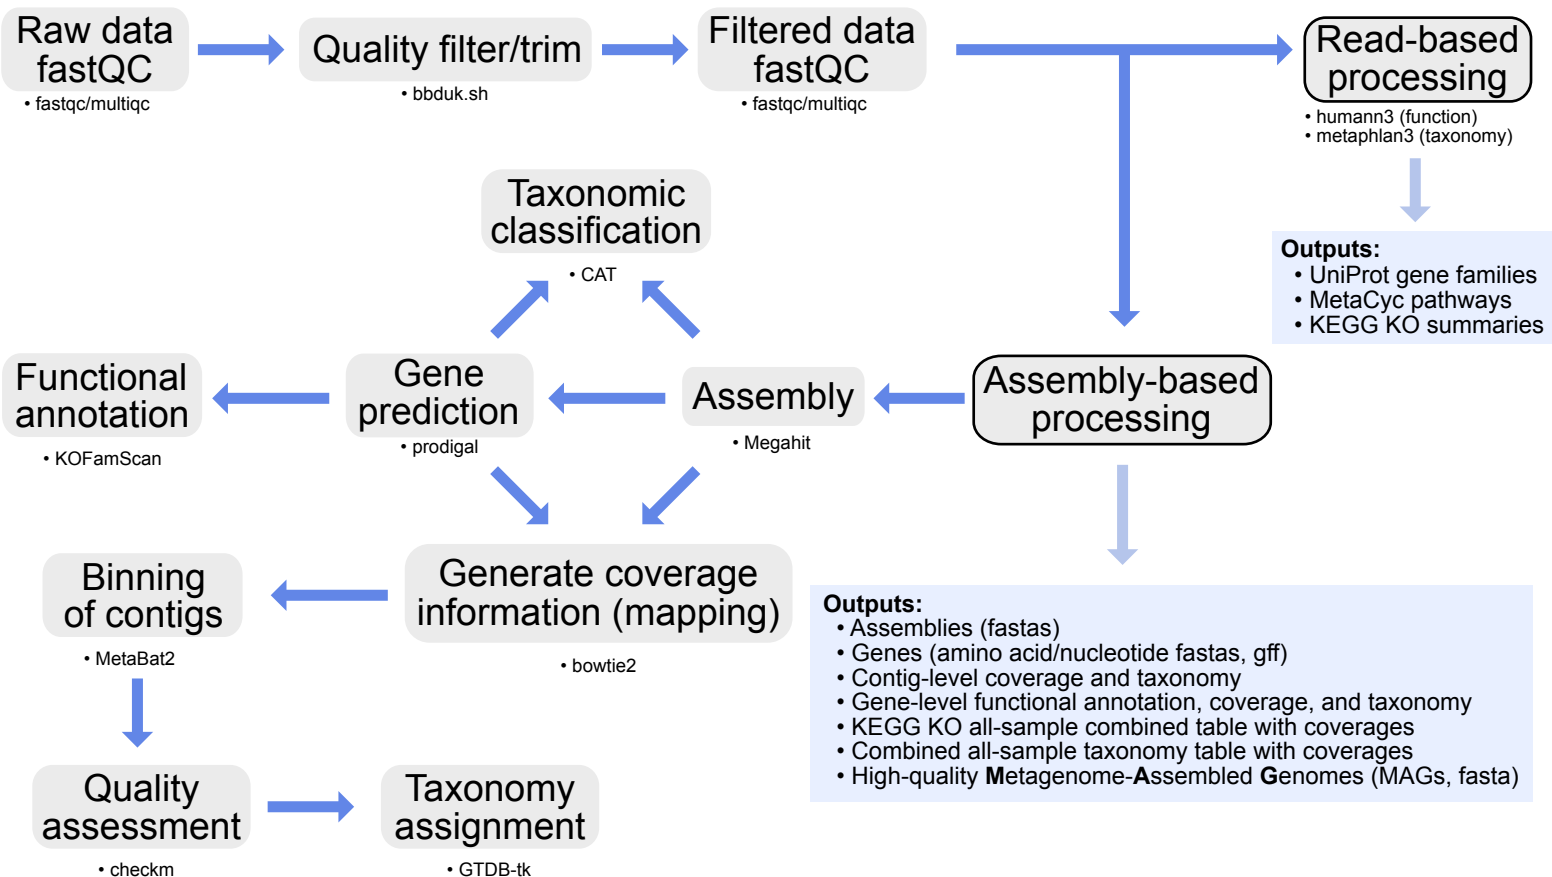 Raw data
fastQC
• fastqc/multiqc
Quality filter/trim
• bbduk.sh
Filtered data
fastQC
• fastqc/multiqc
Read-based
processing
• humann3 (function)
• metaphlan3 (taxonomy)
Outputs:
• UniProt gene families
• MetaCyc pathways
• KEGG KO summaries
Taxonomic
classification
• CAT
Functional
annotation
• KOFamScan
Gene
prediction
• prodigal
Assembly
• Megahit
Assembly-based
processing
Binning
of contigs
• MetaBat2
Generate coverage
information (mapping)
• bowtie2
Outputs:
• Assemblies (fastas)
• Genes (amino acid/nucleotide fastas, gff)
• Contig-level coverage and taxonomy
• Gene-level functional annotation, coverage, and taxonomy
• KEGG KO all-sample combined table with coverages
• Combined all-sample taxonomy table with coverages
• High-quality Metagenome-Assembled Genomes (MAGs, fasta)
Quality
assessment
• checkm
Taxonomy
assignment
• GTDB-tk